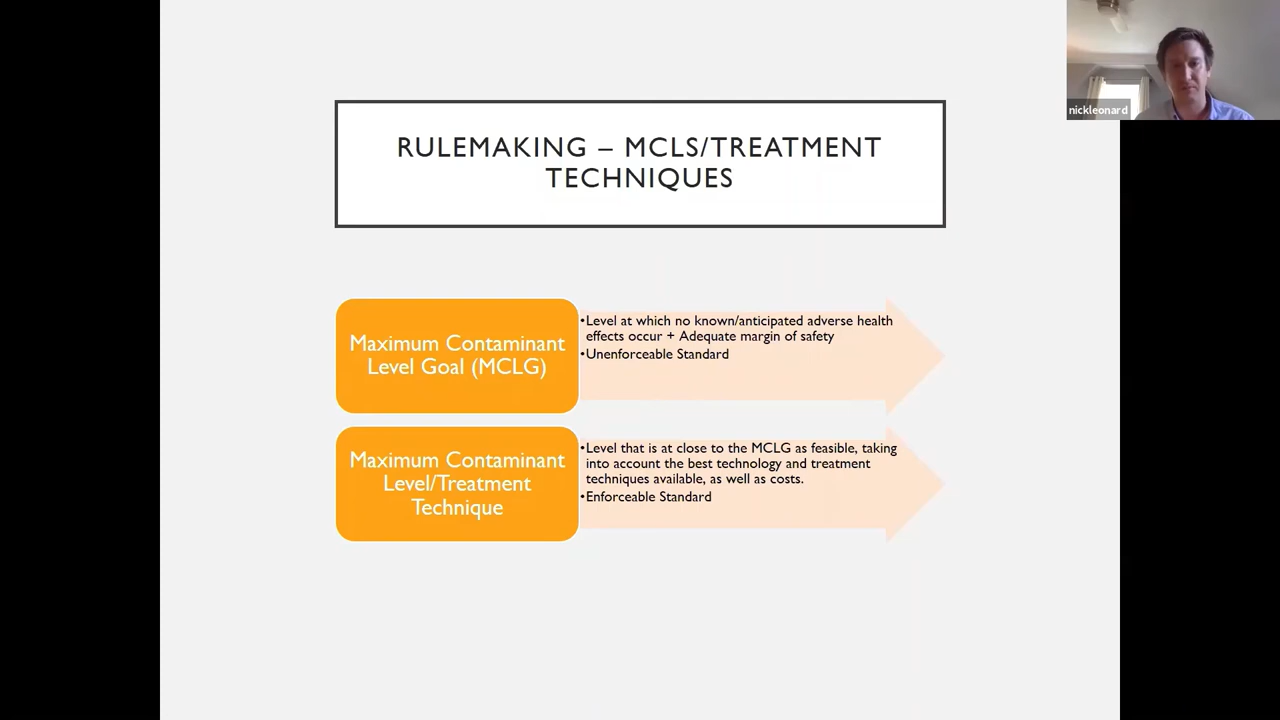 nickleonard
RULEMAKING – MCLS/TREATMENT
TECHNIQUES
Maximum Contaminant
Level Goal (MCLG)
•Level at which no known/anticipated adverse health
effects occur + Adequate margin of safety
•Unenforceable Standard
Maximum Contaminant
Level/Treatment
Technique
•Level that is at close to the MCLG as feasible, taking
into account the best technology and treatment
techniques available, as well as costs.
•Enforceable Standard